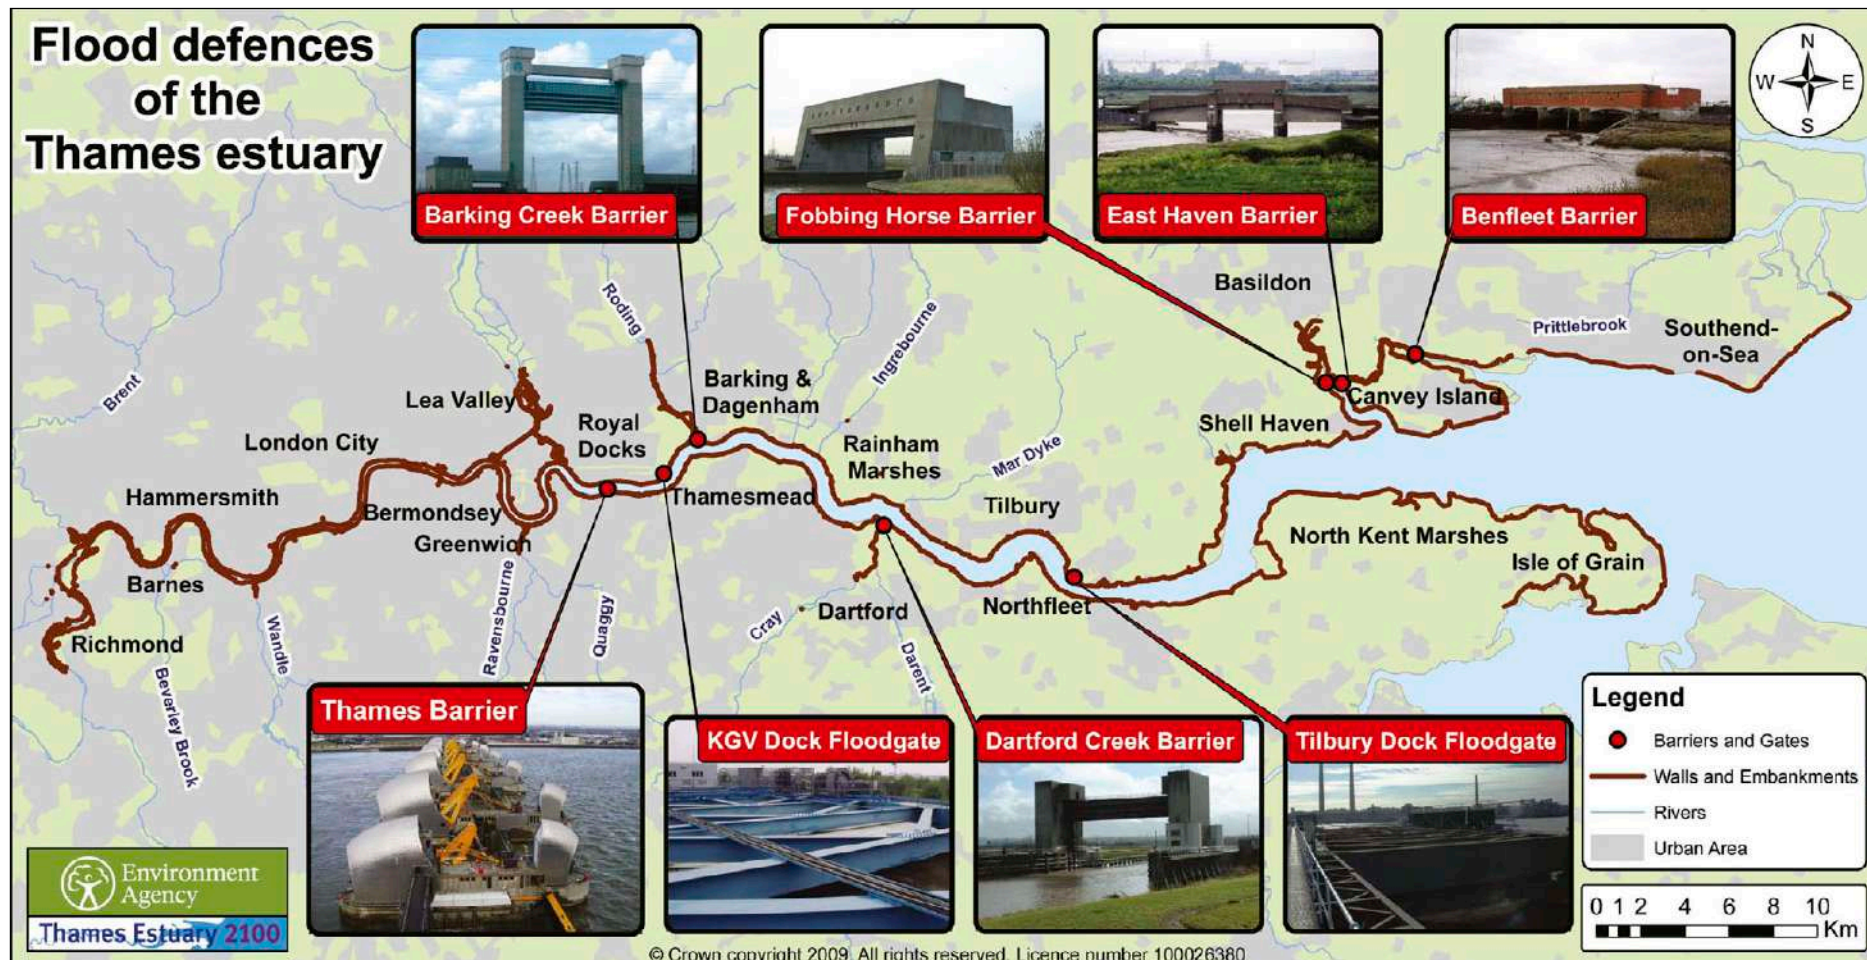 Flood defences
of the
Thames estuary
Barking Creek Barrier
Fobbing Horse Barrier
East Haven Barrier
Benfleet Barrier
N
W E
S
Basildon
Prittlebrook
Southend-
on-Sea
Roding
Ingrebourne
Brent
Lea Valley
Barking &
Dagenham
Canvey Island
Royal
Docks
Shell Haven
London City
Rainham
Marshes
Mar Dyke
Hammersmith
Bermondsey
Thamesmead
Tilbury
Greenwich
North Kent Marshes
Isle of Grain
Barnes
Richmond
Wandle
Ravensbourne
Quaggy
Cray
Dartford
Northfleet
Darent
Bevarley Brook
Thames Barrier
KGV Dock Floodgate
Dartford Creek Barrier
Tilbury Dock Floodgate
Legend
Barriers and Gates
Walls and Embankments
Rivers
Urban Area
0 1 2 4 6 8 10
Km
Environment
Agency
Thames Estuary 2100
© Crown copyright 2009. All rights reserved. Licence number 100026380